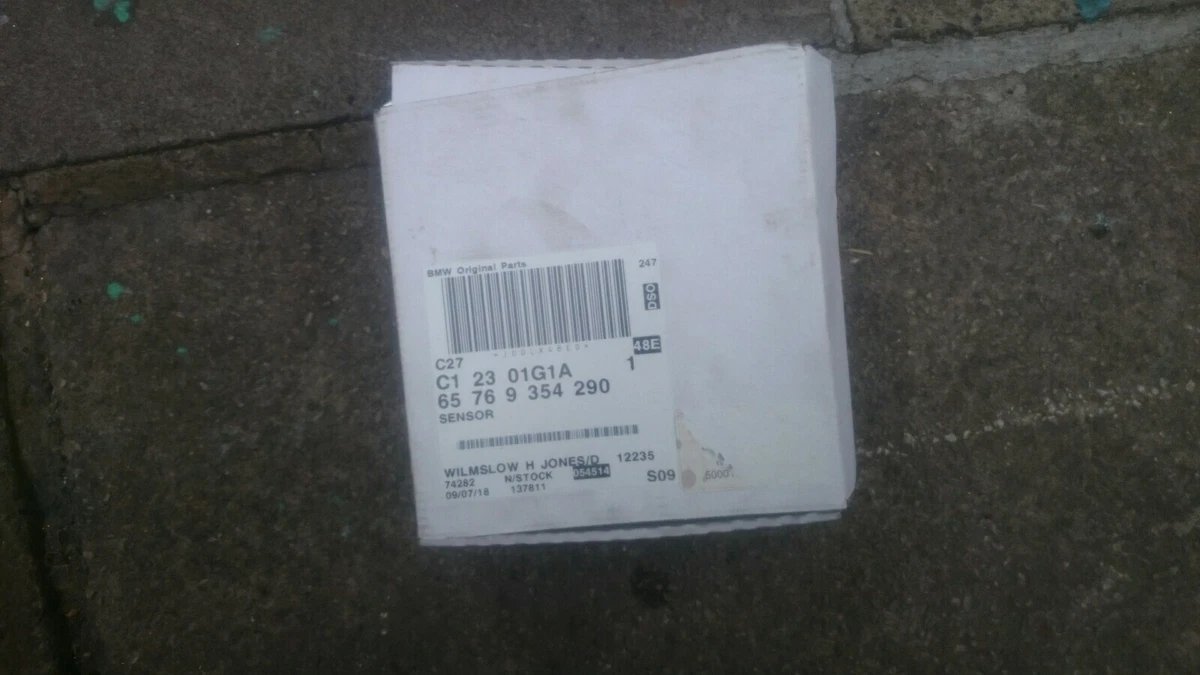 BMW Original Parts 247
DSO
C27 48E
C1 23 01G1A 1
65 76 9 354 290
SENSOR
WILMSLOW H JONES/D 12235
74282 N/STOCK 054514 S09
09/07/18 137811